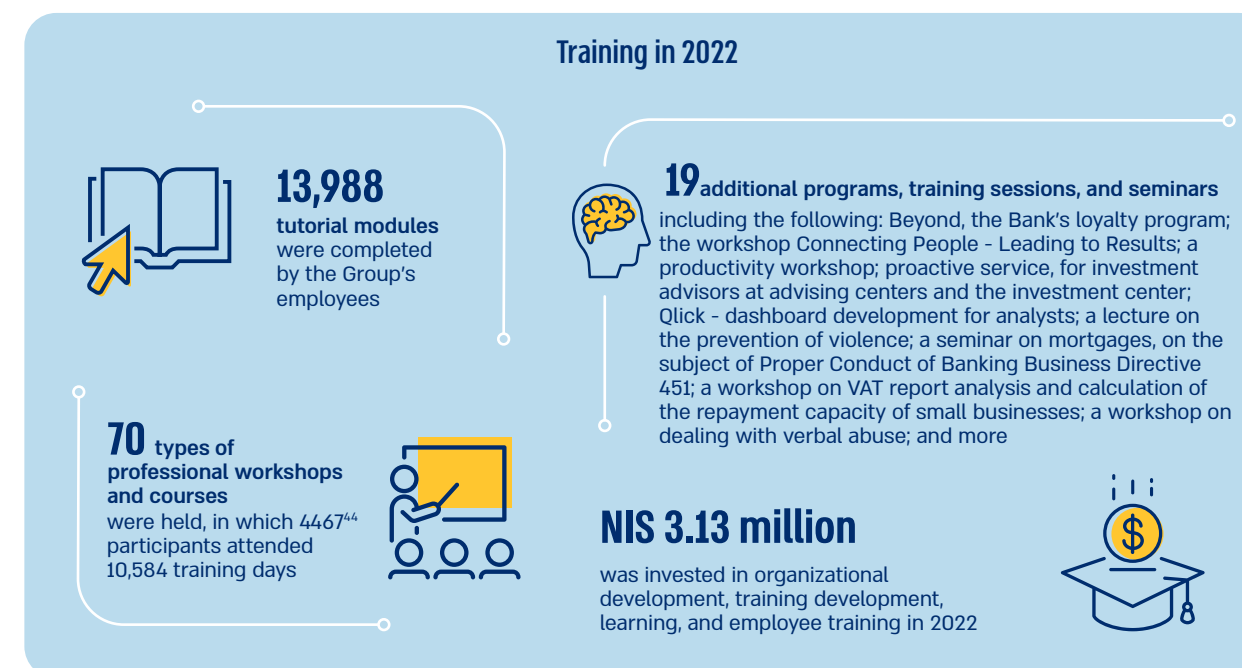 Training in 2022
13,988
tutorial modules
were completed
by the Group's
employees
19 additional programs, training sessions, and seminars
including the following: Beyond, the Bank's loyalty program;
the workshop Connecting People - Leading to Results; a
productivity workshop; proactive service, for investment
advisors at advising centers and the investment center;
Qlick - dashboard development for analysts; a lecture on
the prevention of violence; a seminar on mortgages, on the
subject of Proper Conduct of Banking Business Directive
451; a workshop on VAT report analysis and calculation of
the repayment capacity of small businesses; a workshop on
dealing with verbal abuse; and more
70 types of
professional workshops
and courses
were held, in which 4467⁴⁴
participants attended
10,584 training days
NIS 3.13 million
was invested in organizational
development, training development,
learning, and employee training in 2022
$